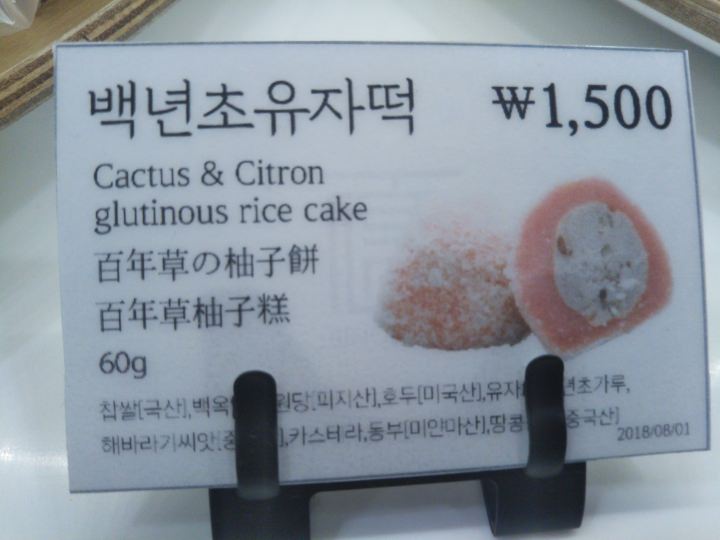 백년초유자떡 ₩1,500
Cactus & Citron
glutinous rice cake
百年草の柚子餅
百年草柚子糕
60g
찹쌀[국산],백옥 원당[피지산],호두[미국산],유자 년초가루,
해바라기씨앗[중 ],카스테라,동부[미얀마산],땅콩 중국산]
2018/08/01